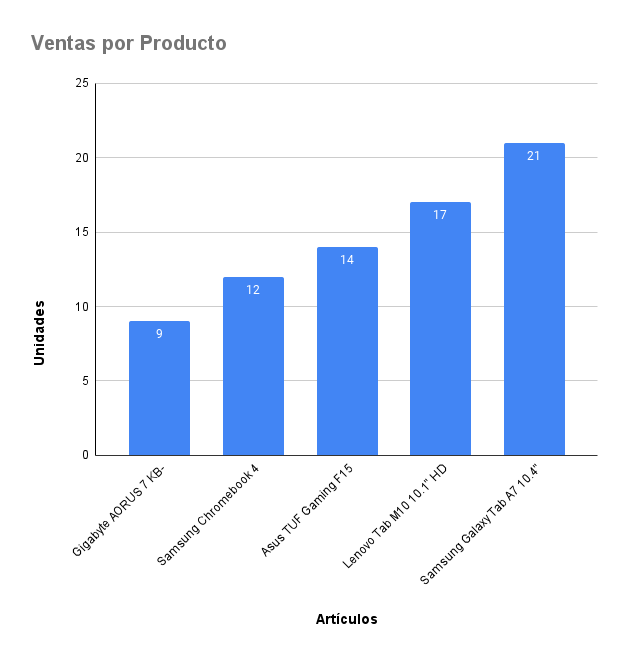 Ventas por Producto
25
20
15
10
5
0
Unidades
9
12
14
17
21
Gigabyte AORUS 7 KB-
Samsung Chromebook 4
Asus TUF Gaming F15
Lenovo Tab M10 10.1" HD
Samsung Galaxy Tab A7 10.4"
Artículos